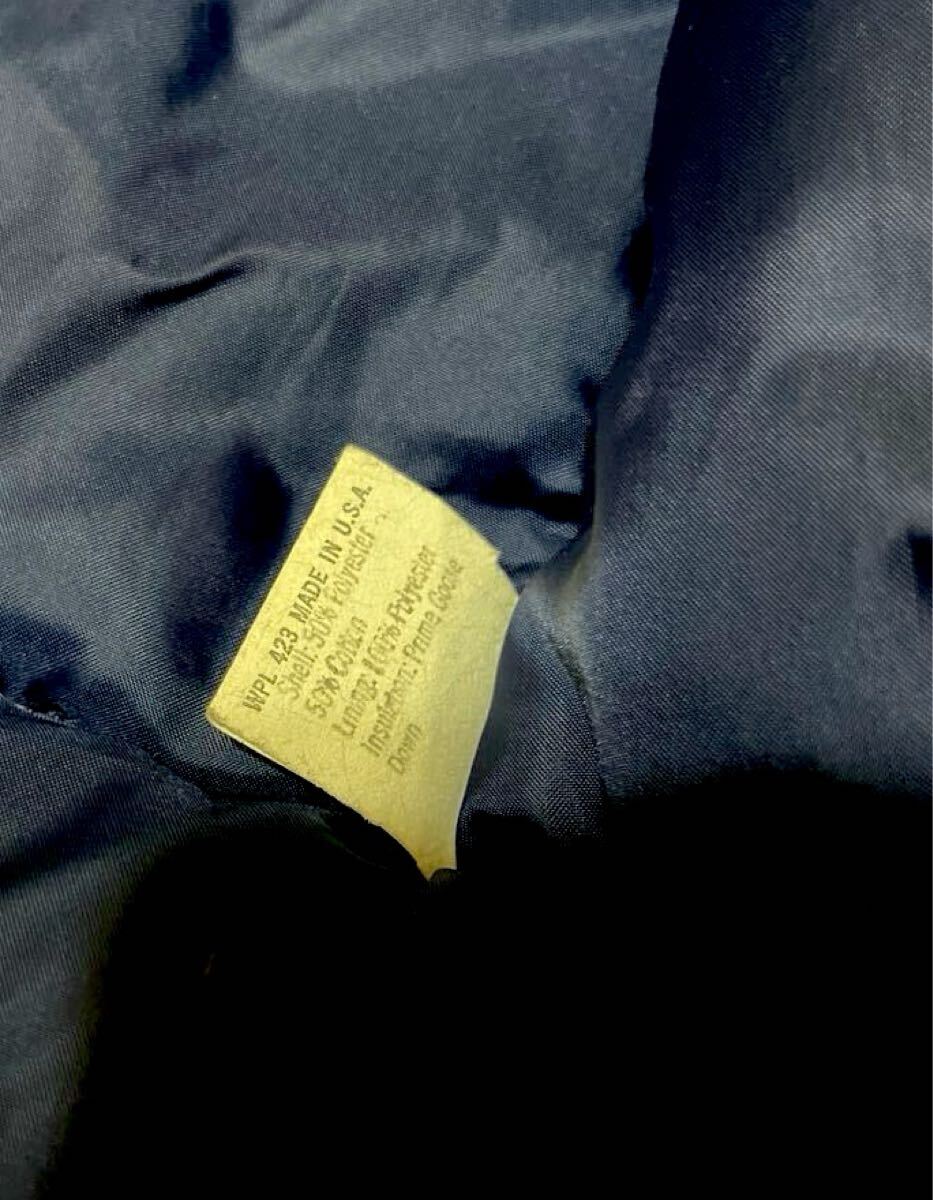 WPL 423 MADE IN U.S.A.
Shell: 50% Polyester
50% Cotton
Lining: 100% Polyester
Insulation: Prime Goose
Down